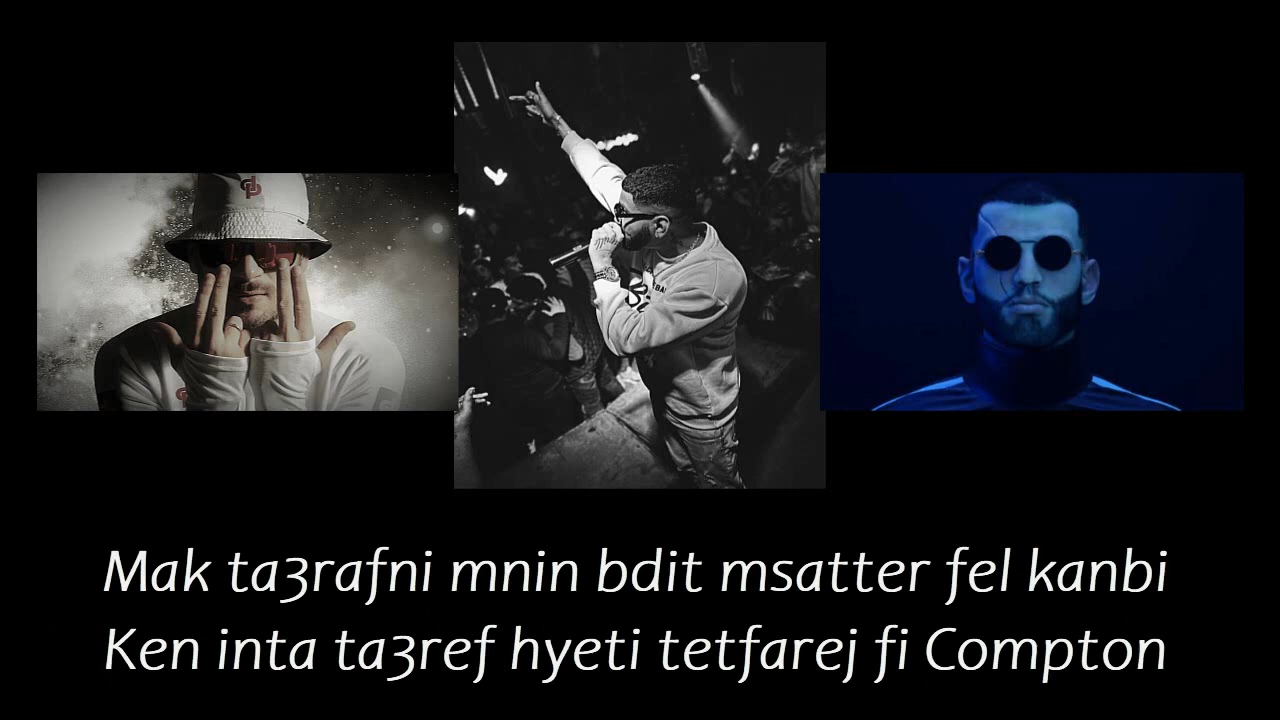 Mak ta3rafni mnin bdit msatter fel kanbi
Ken inta ta3ref hyeti tetfarej fi Compton